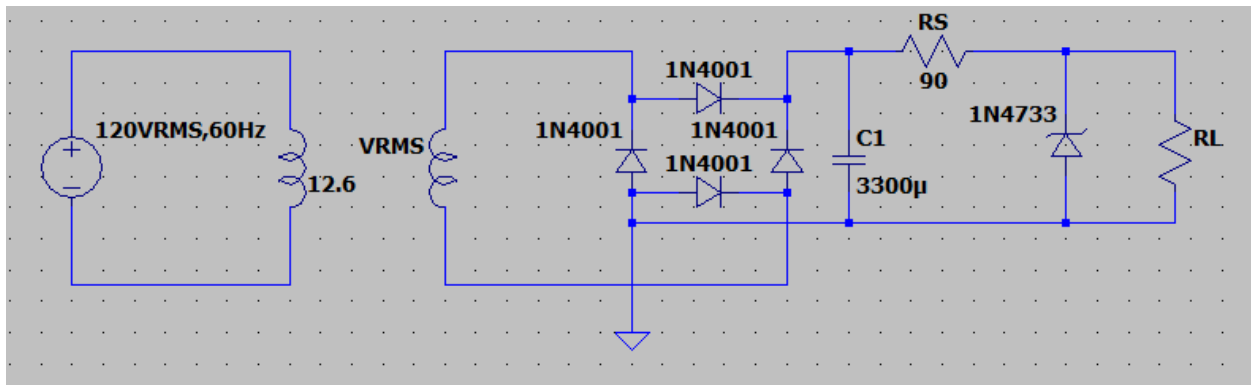 RS
90
1N4001
120VRMS,60Hz
12.6
VRMS
1N4001
1N4001
1N4001
C1
3300µ
1N4733
RL